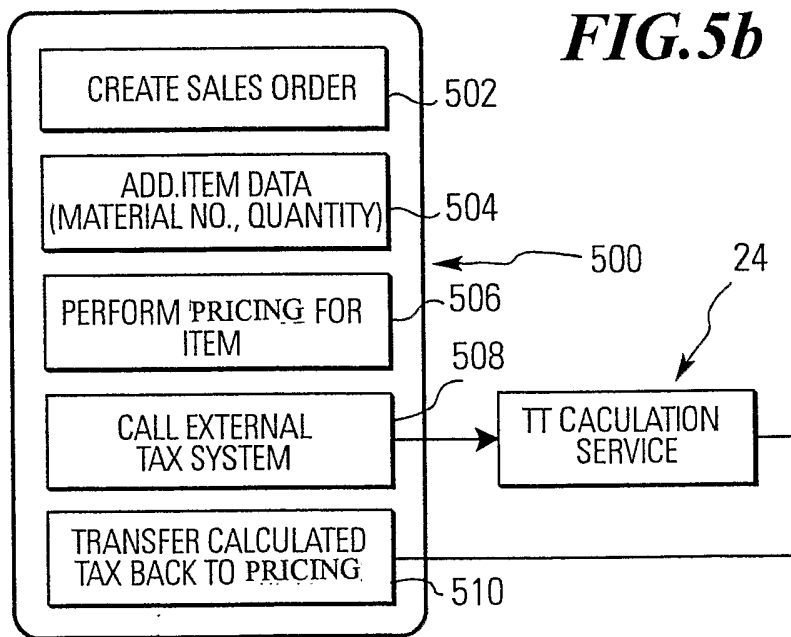 FIG.5b
CREATE SALES ORDER
502
ADD.ITEM DATA
(MATERIAL NO., QUANTITY)
504
500
PERFORM PRICING FOR
ITEM
506
24
508
CALL EXTERNAL
TAX SYSTEM
TT CACULATION
SERVICE
TRANSFER CALCULATED
TAX BACK TO PRICING
510